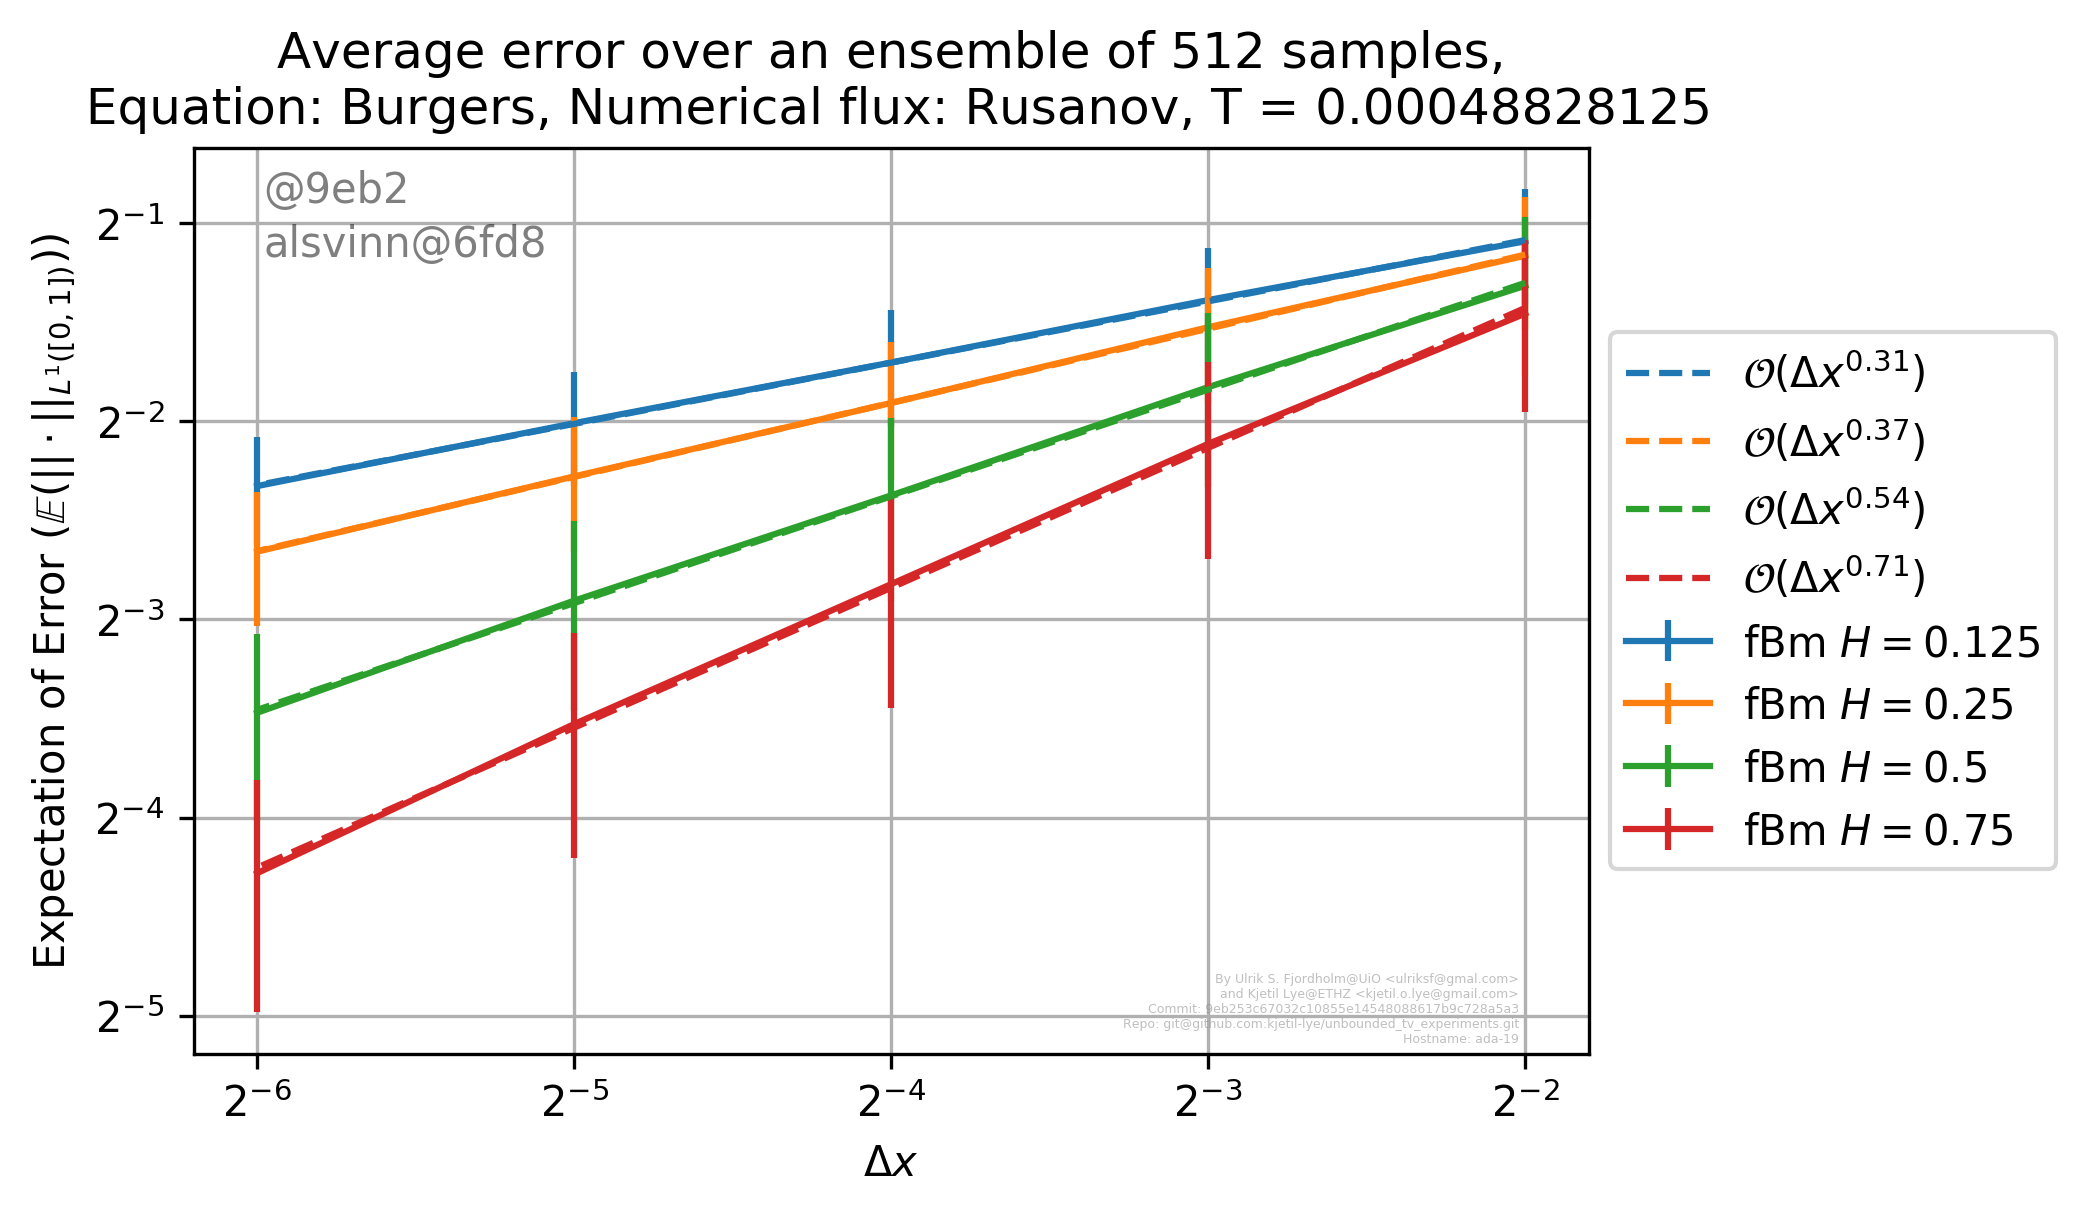 Average error over an ensemble of 512 samples,
Equation: Burgers, Numerical flux: Rusanov, T = 0.00048828125
@9eb2
alsvinn@6fd8
Expectation of Error (𝔼(||·||_{L^1([0,1])}))
2^{-1}
2^{-2}
2^{-3}
2^{-4}
2^{-5}
2^{-6}
2^{-5}
2^{-4}
2^{-3}
2^{-2}
Δx
By Ulrik S. Fjordholm@UiO <ulriksf@gmal.com>
and Kjetil Lye@ETHZ <kjetil.o.lye@gmail.com>
Commit: 9eb253c67032c10855e14548088617b9c728a5a3
Repo: git@github.com:kjetil-lye/unbounded_tv_experiments.git
Hostname: ada-19
𝒪(Δx^{0.31})
𝒪(Δx^{0.37})
𝒪(Δx^{0.54})
𝒪(Δx^{0.71})
fBm H = 0.125
fBm H = 0.25
fBm H = 0.5
fBm H = 0.75